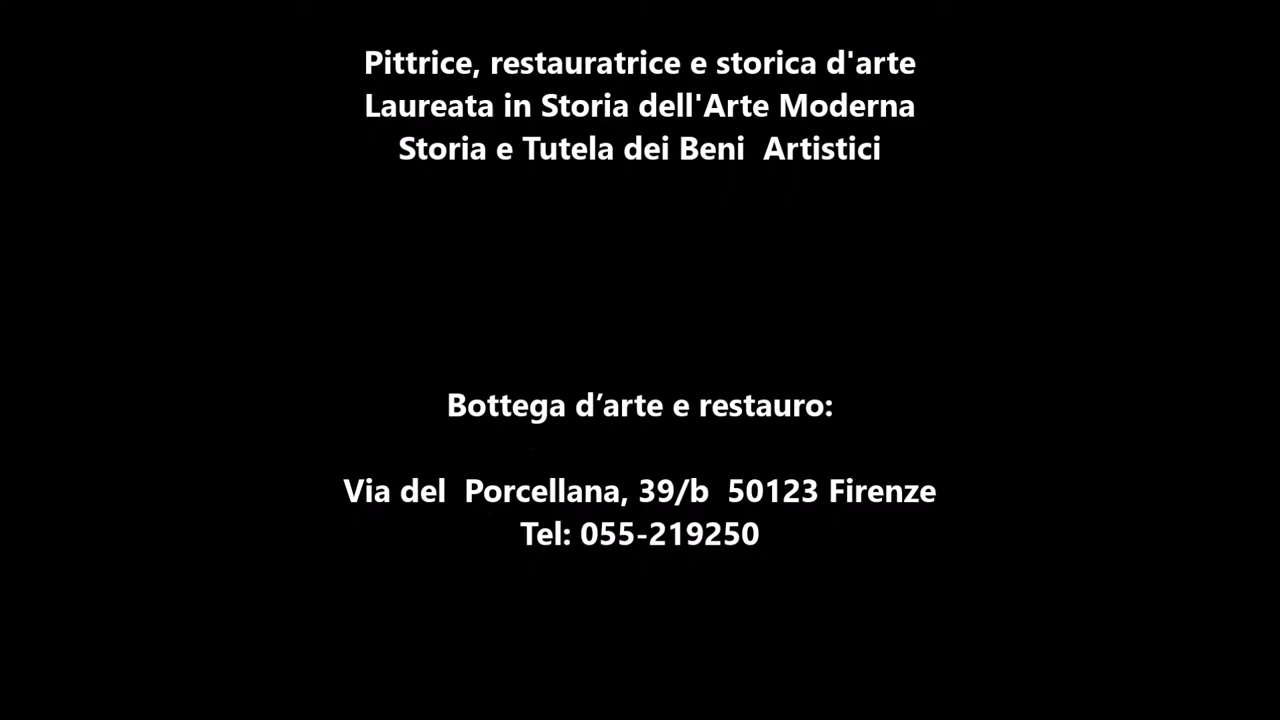 Pittrice, restauratrice e storica d'arte
Laureata in Storia dell'Arte Moderna
Storia e Tutela dei Beni  Artistici
Bottega d’arte e restauro:
Via del  Porcellana, 39/b  50123 Firenze
Tel: 055-219250